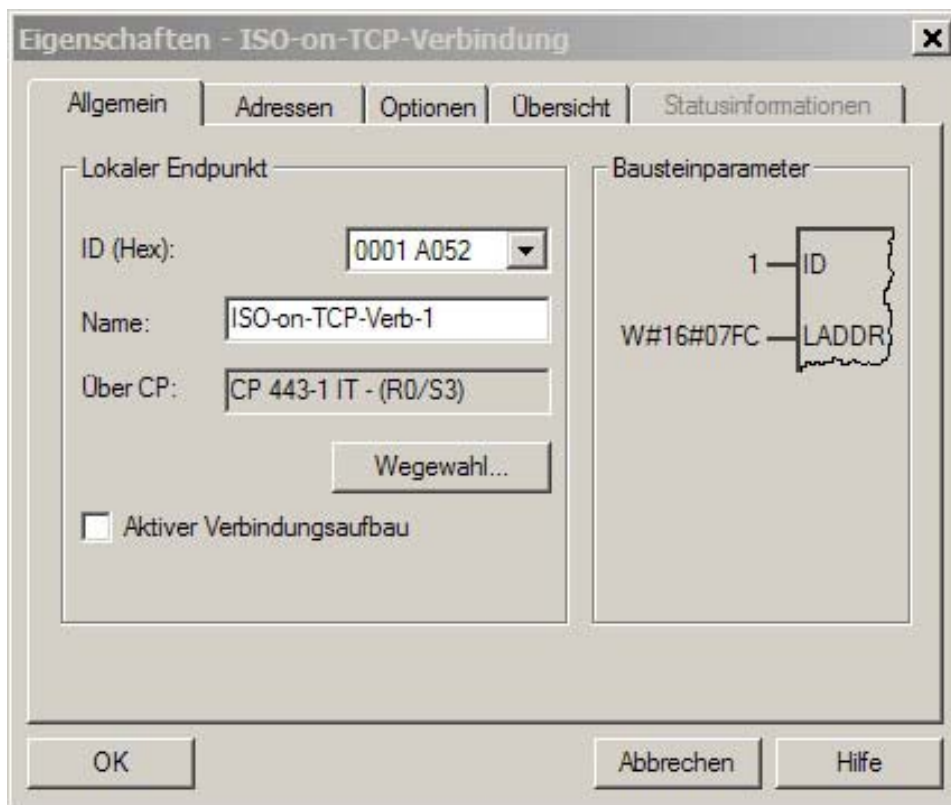 Eigenschaften - ISO-on-TCP-Verbindung
Allgemein
Adressen
Optionen
Übersicht
Statusinformationen
Lokaler Endpunkt
ID (Hex):
0001 A052
Name:
ISO-on-TCP-Verb-1
Über CP:
CP 443-1 IT - (R0/S3)
Wegewahl...
Aktiver Verbindungsaufbau
Bausteinparameter
1
ID
W#16#07FC
LADDR
OK
Abbrechen
Hilfe